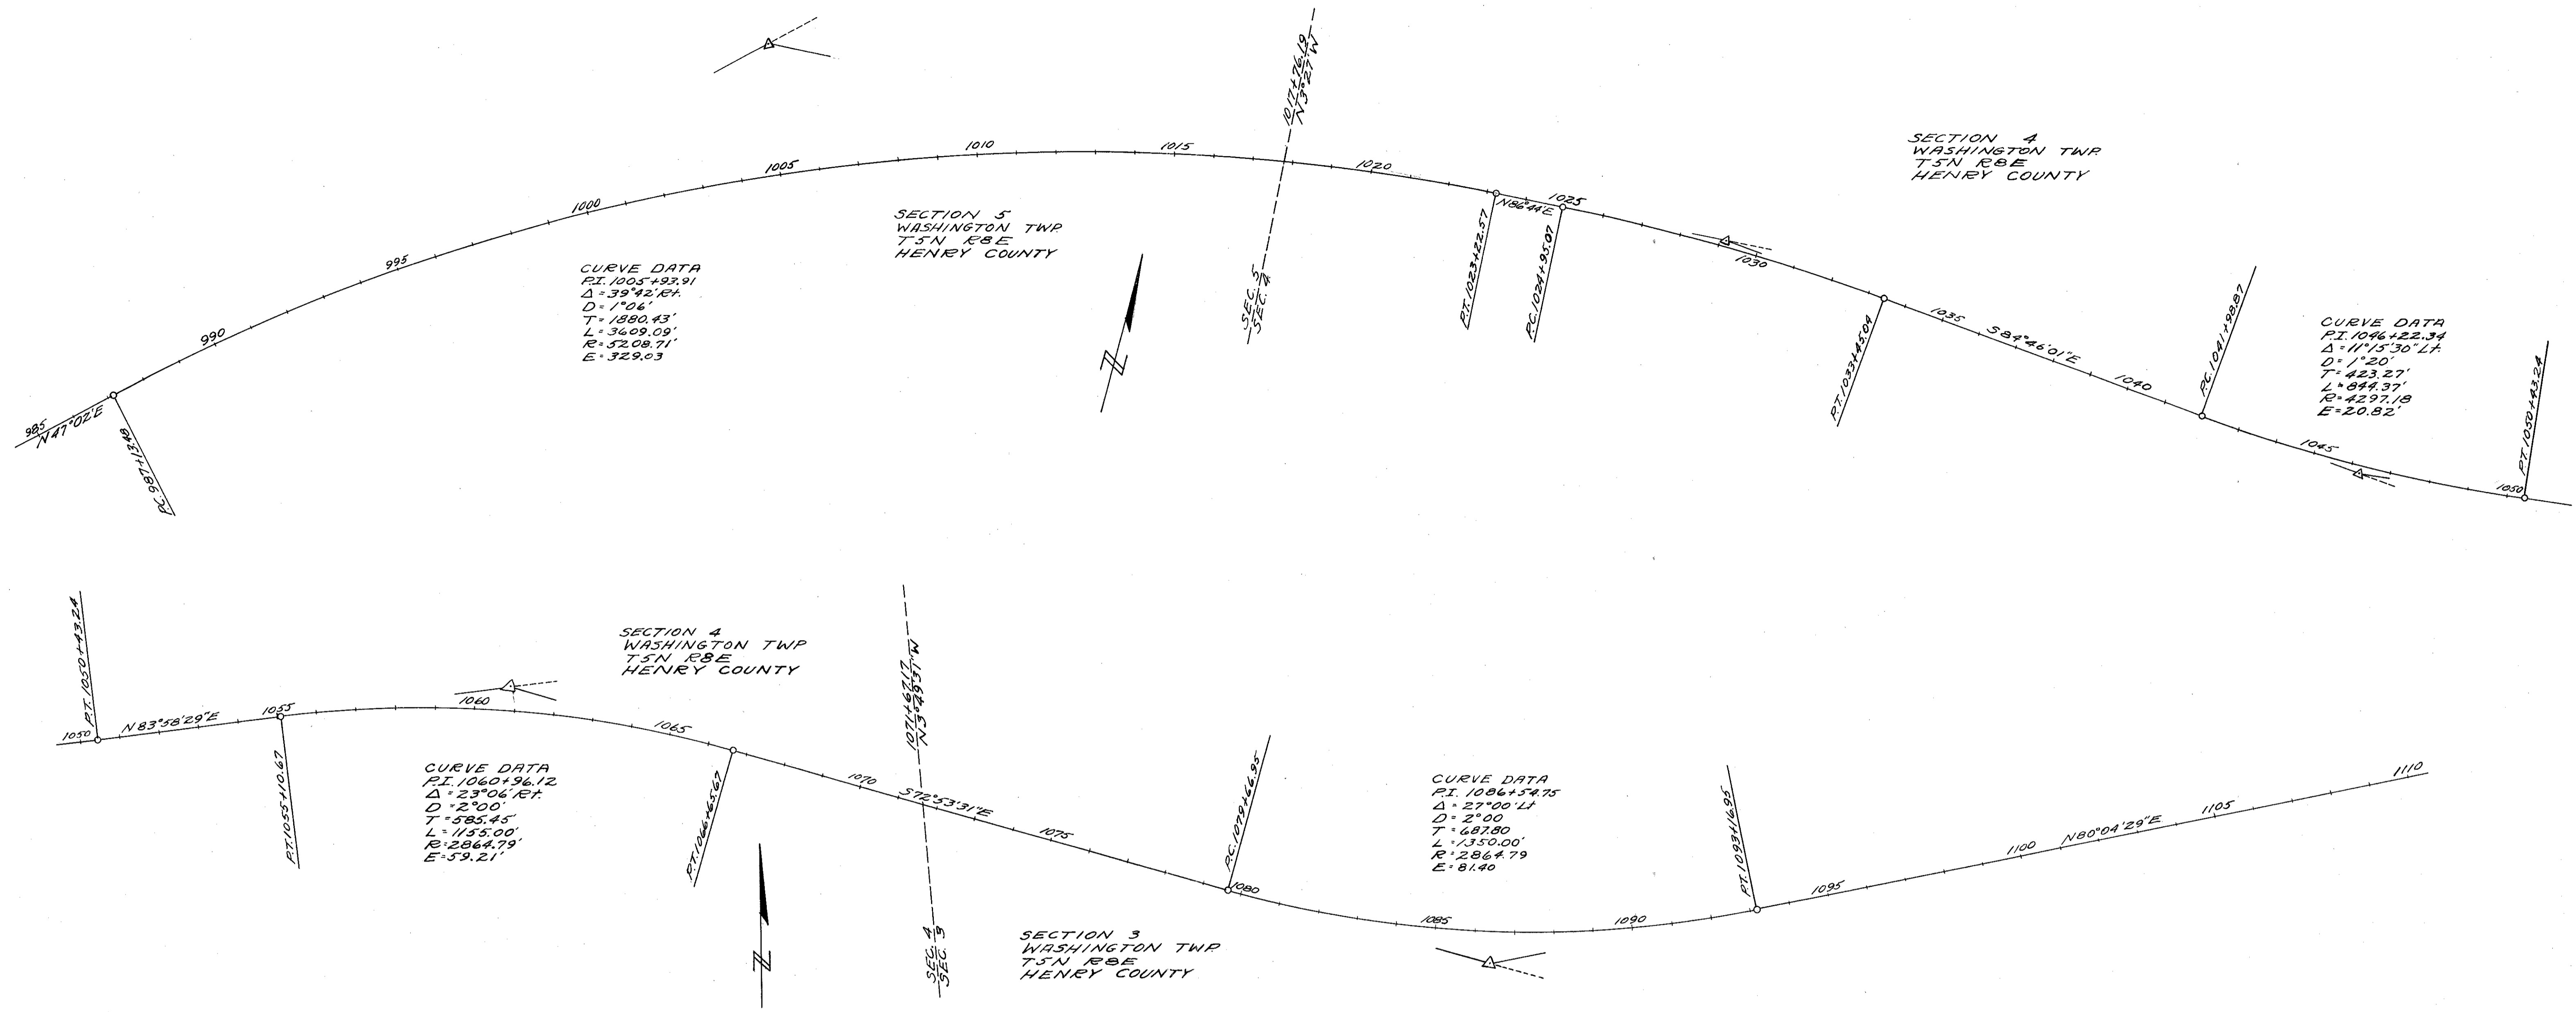 985
N47°02'E
P.C. 987+13.48
990
995
1000
1005
1010
1015
1020
1025
1030
1035
1040
1045
1050
CURVE DATA
P.I. 1005+93.91
Δ=39°42'Rt.
D=1°06'
T=1880.43'
L=3609.09'
R=5208.71'
E=329.03
SECTION 5
WASHINGTON TWP.
T5N R8E
HENRY COUNTY
N
1017+76.19
N3°27'W
SEC. 5
SEC. 4
P.T. 1023+22.57
N86°44'E
P.C. 1024+95.07
SECTION 4
WASHINGTON TWP.
T5N R8E
HENRY COUNTY
P.T. 1033+45.04
S84°46'01"E
P.C. 1041+98.87
CURVE DATA
P.I. 1046+22.34
Δ=11°15'30"Lt.
D=1°20'
T=423.27'
L=844.37'
R=4297.18
E=20.82'
P.T. 1050+43.24
P.T. 1050+43.24
1050
N83°58'29"E
1055
P.T. 1055+10.67
1060
1065
CURVE DATA
P.I. 1060+96.12
Δ=23°06'Rt.
D=2°00'
T=585.45'
L=1155.00'
R=2864.79'
E=59.21'
SECTION 4
WASHINGTON TWP
T5N R8E
HENRY COUNTY
P.T. 1066+65.67
N
1070
1071+67.17
N3°49'31"W
S72°53'31"E
SEC. 4
SEC. 3
1075
SECTION 3
WASHINGTON TWP.
T5N R8E
HENRY COUNTY
P.C. 1079+66.95
1080
1085
1090
CURVE DATA
P.I. 1086+54.75
Δ=27°00'Lt
D=2°00
T=687.80
L=1350.00'
R=2864.79
E=81.40
P.T. 1093+16.95
1095
1100
N80°04'29"E
1105
1110